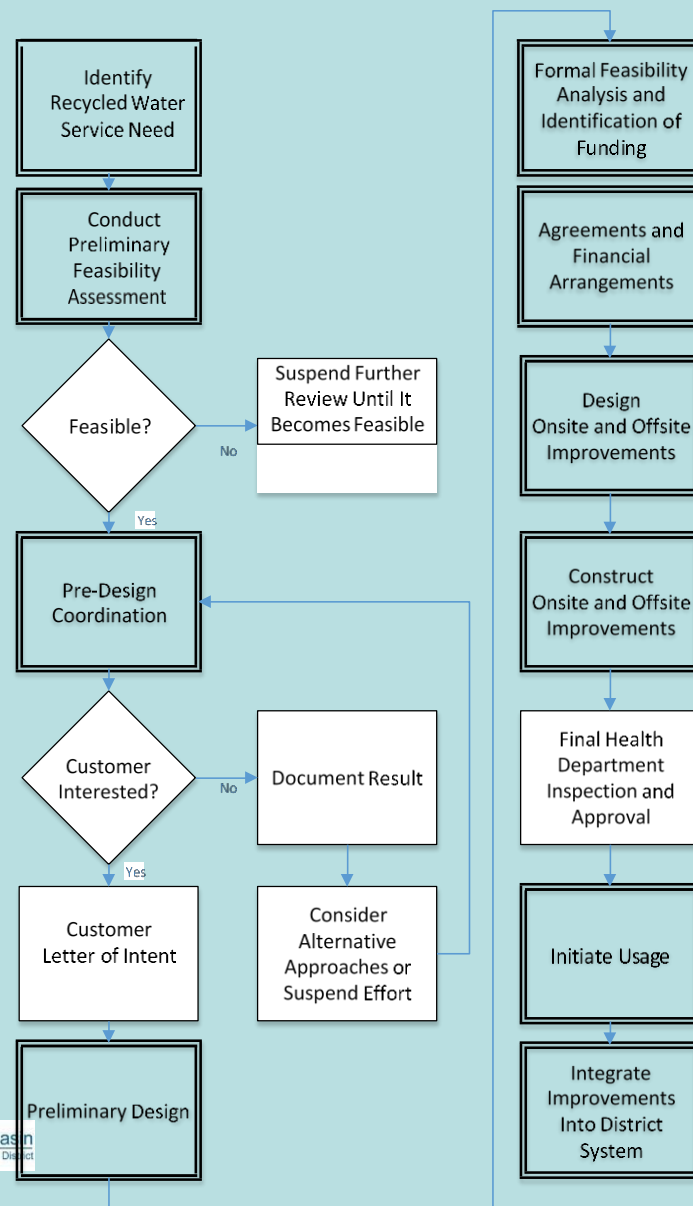 Identify
Recycled Water
Service Need
Conduct
Preliminary
Feasibility
Assessment
Feasible?
No
Suspend Further
Review Until It
Becomes Feasible
Yes
Pre-Design
Coordination
Customer
Interested?
No
Document Result
Yes
Customer
Letter of Intent
Consider
Alternative
Approaches or
Suspend Effort
Preliminary Design
asin
District
Formal Feasibility
Analysis and
Identification of
Funding
Agreements and
Financial
Arrangements
Design
Onsite and Offsite
Improvements
Construct
Onsite and Offsite
Improvements
Final Health
Department
Inspection and
Approval
Initiate Usage
Integrate
Improvements
Into District
System